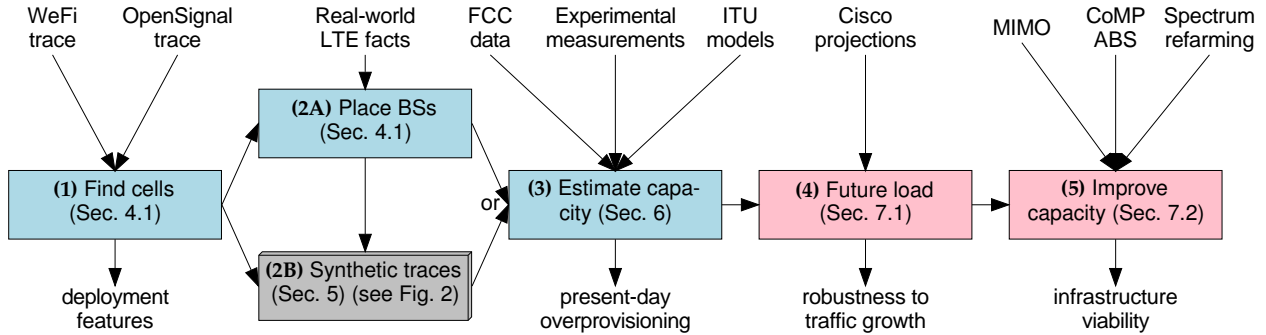 WeFi
trace
OpenSignal
trace
Real-world
LTE facts
FCC
data
Experimental
measurements
ITU
models
Cisco
projections
MIMO
CoMP
ABS
Spectrum
refarming
(1) Find cells
(Sec. 4.1)
(2A) Place BSs
(Sec. 4.1)
(2B) Synthetic traces
(Sec. 5) (see Fig. 2)
or
(3) Estimate capa-
city (Sec. 6)
(4) Future load
(Sec. 7.1)
(5) Improve
capacity (Sec. 7.2)
deployment
features
present-day
overprovisioning
robustness to
traffic growth
infrastructure
viability